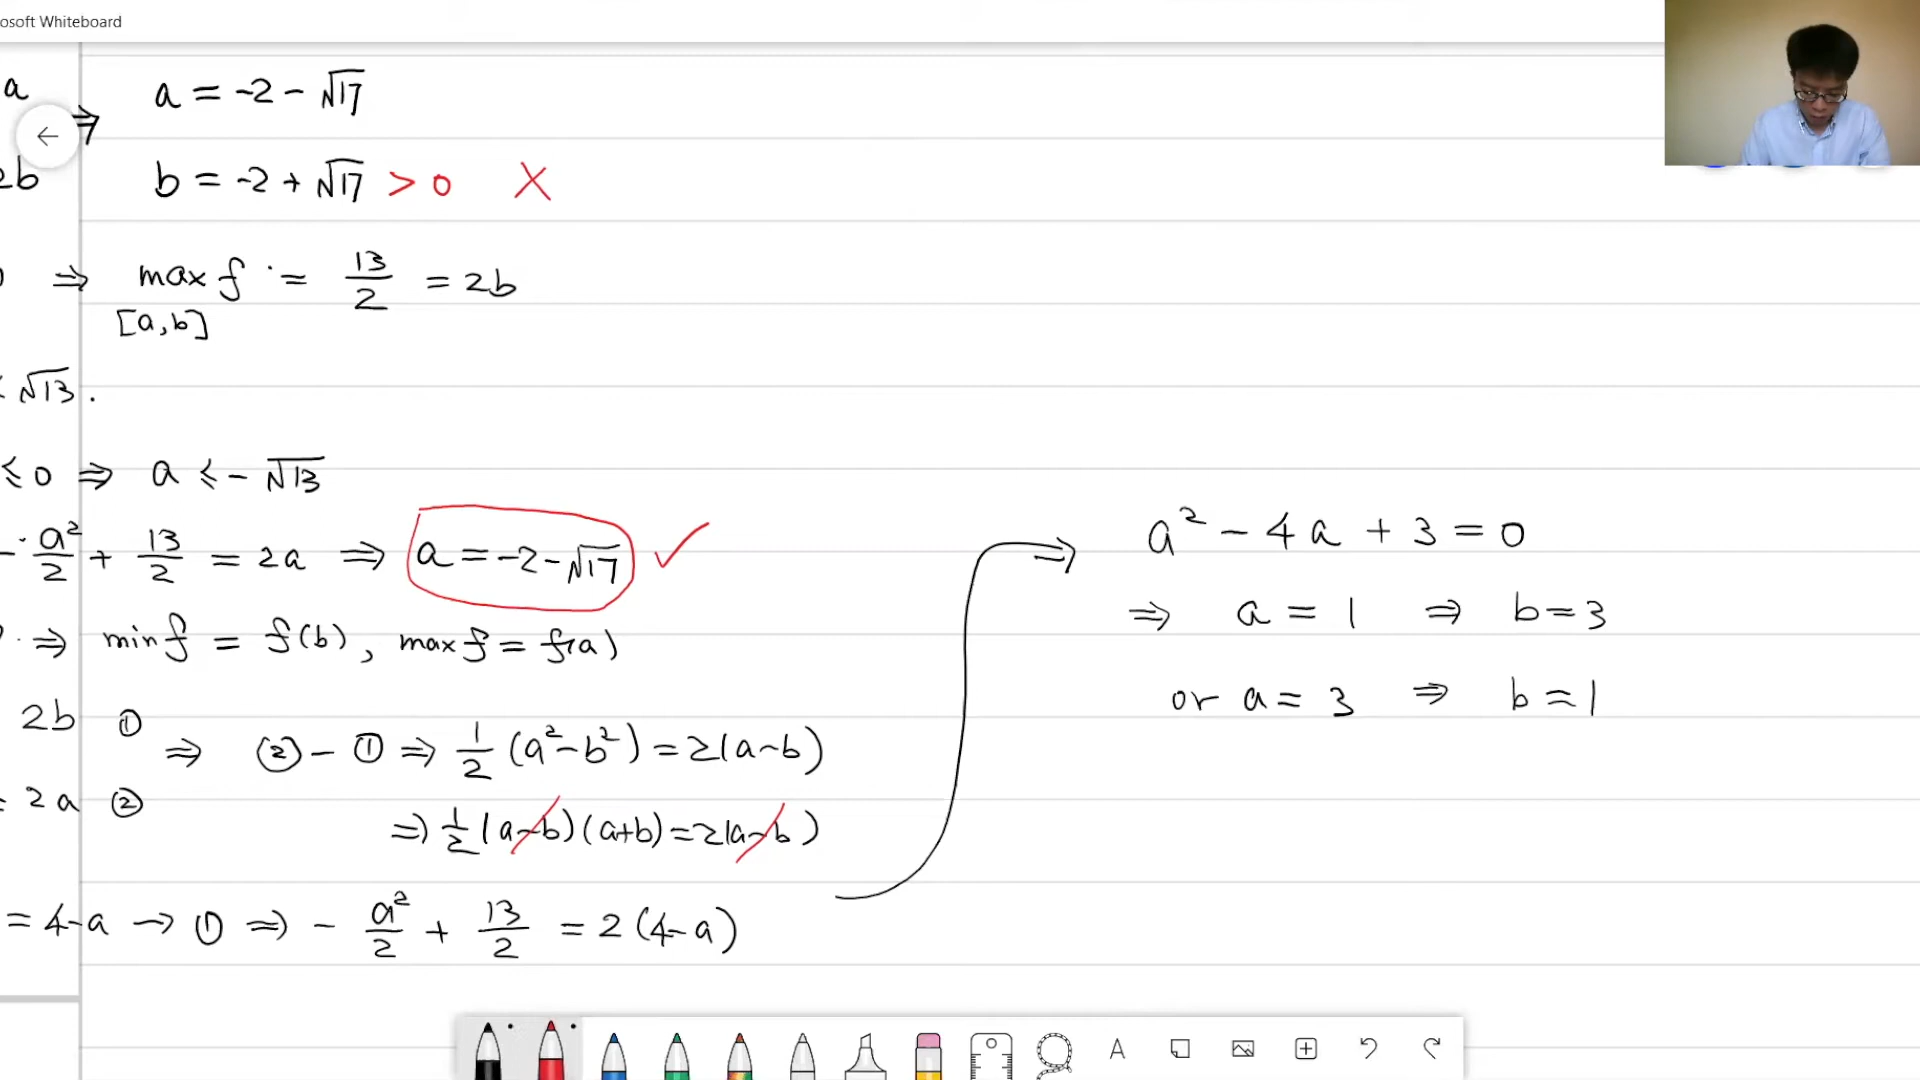 osoft Whiteboard
a ⇒ a = -2 - √17
2b b = -2 + √17 > 0 X
⇒ max f = 13/2 = 2b
[a,b]
√13.
≤ 0 ⇒ a ≤ -√13
- a²/2 + 13/2 = 2a ⇒ a = -2 - √17 ✓
⇒ min f = f(b), max f = f(a)
2b ①
⇒ ② - ① ⇒ 1/2 (a² - b²) = 2(a-b)
= 2a ②
⇒ 1/2 (a-b)(a+b) = 2(a-b)
= 4-a → ① ⇒ - a²/2 + 13/2 = 2(4-a)
⇒ a² - 4a + 3 = 0
⇒ a = 1 ⇒ b = 3
or a = 3 ⇒ b = 1
A